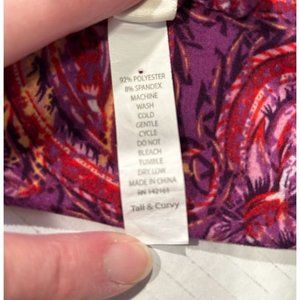 92% POLYESTER
8% SPANDEX
MACHINE
WASH
COLD
GENTLE
CYCLE
DO NOT
BLEACH
TUMBLE
DRY LOW
MADE IN CHINA
RN 142161
Tall & Curvy